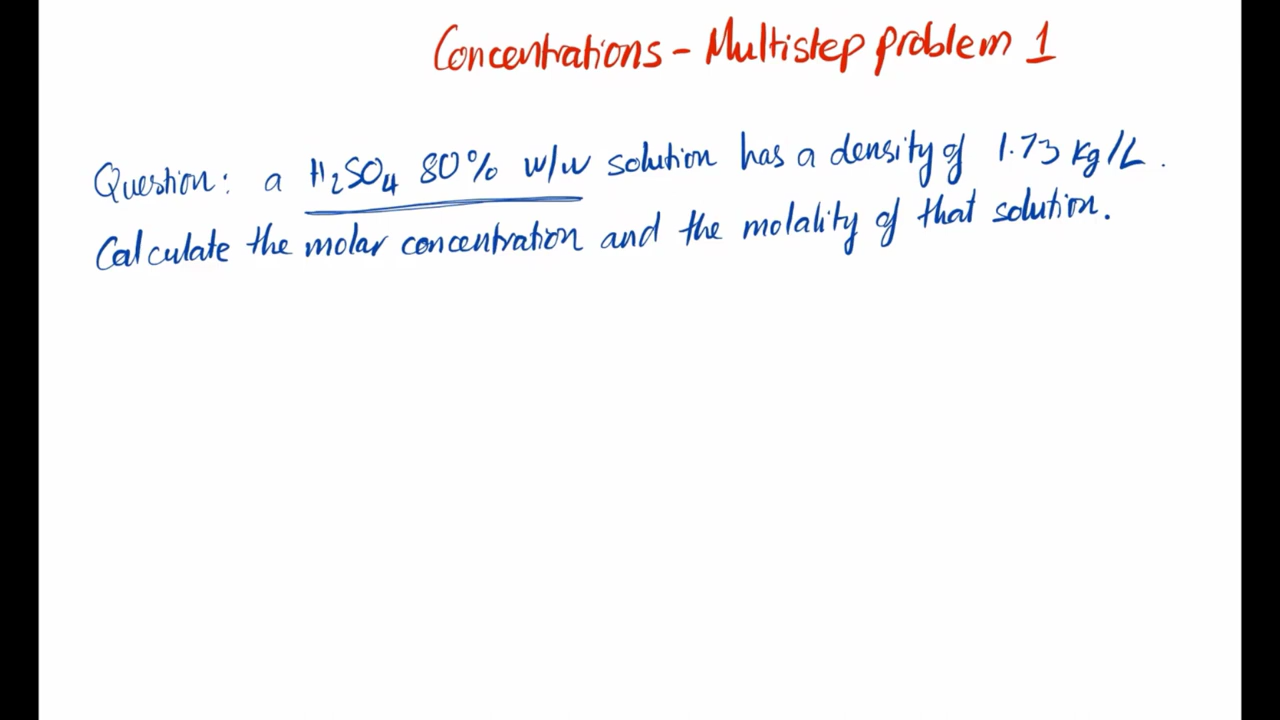 Concentrations - Multistep problem 1
Question: a H₂SO₄ 80% w/w solution has a density of 1.73 Kg/L.
Calculate the molar concentration and the molality of that solution.